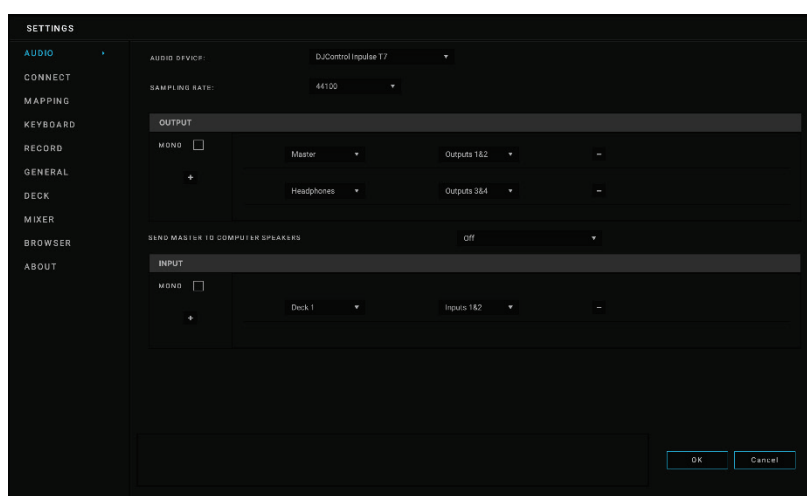 SETTINGS
AUDIO
CONNECT
MAPPING
KEYBOARD
RECORD
GENERAL
DECK
MIXER
BROWSER
ABOUT
AUDIO DEVICE: DJControl Inpulse T7
SAMPLING RATE: 44100
OUTPUT
MONO
+
Master Outputs 1&2 -
Headphones Outputs 3&4 -
SEND MASTER TO COMPUTER SPEAKERS Off
INPUT
MONO
+
Deck 1 Inputs 1&2 -
OK Cancel